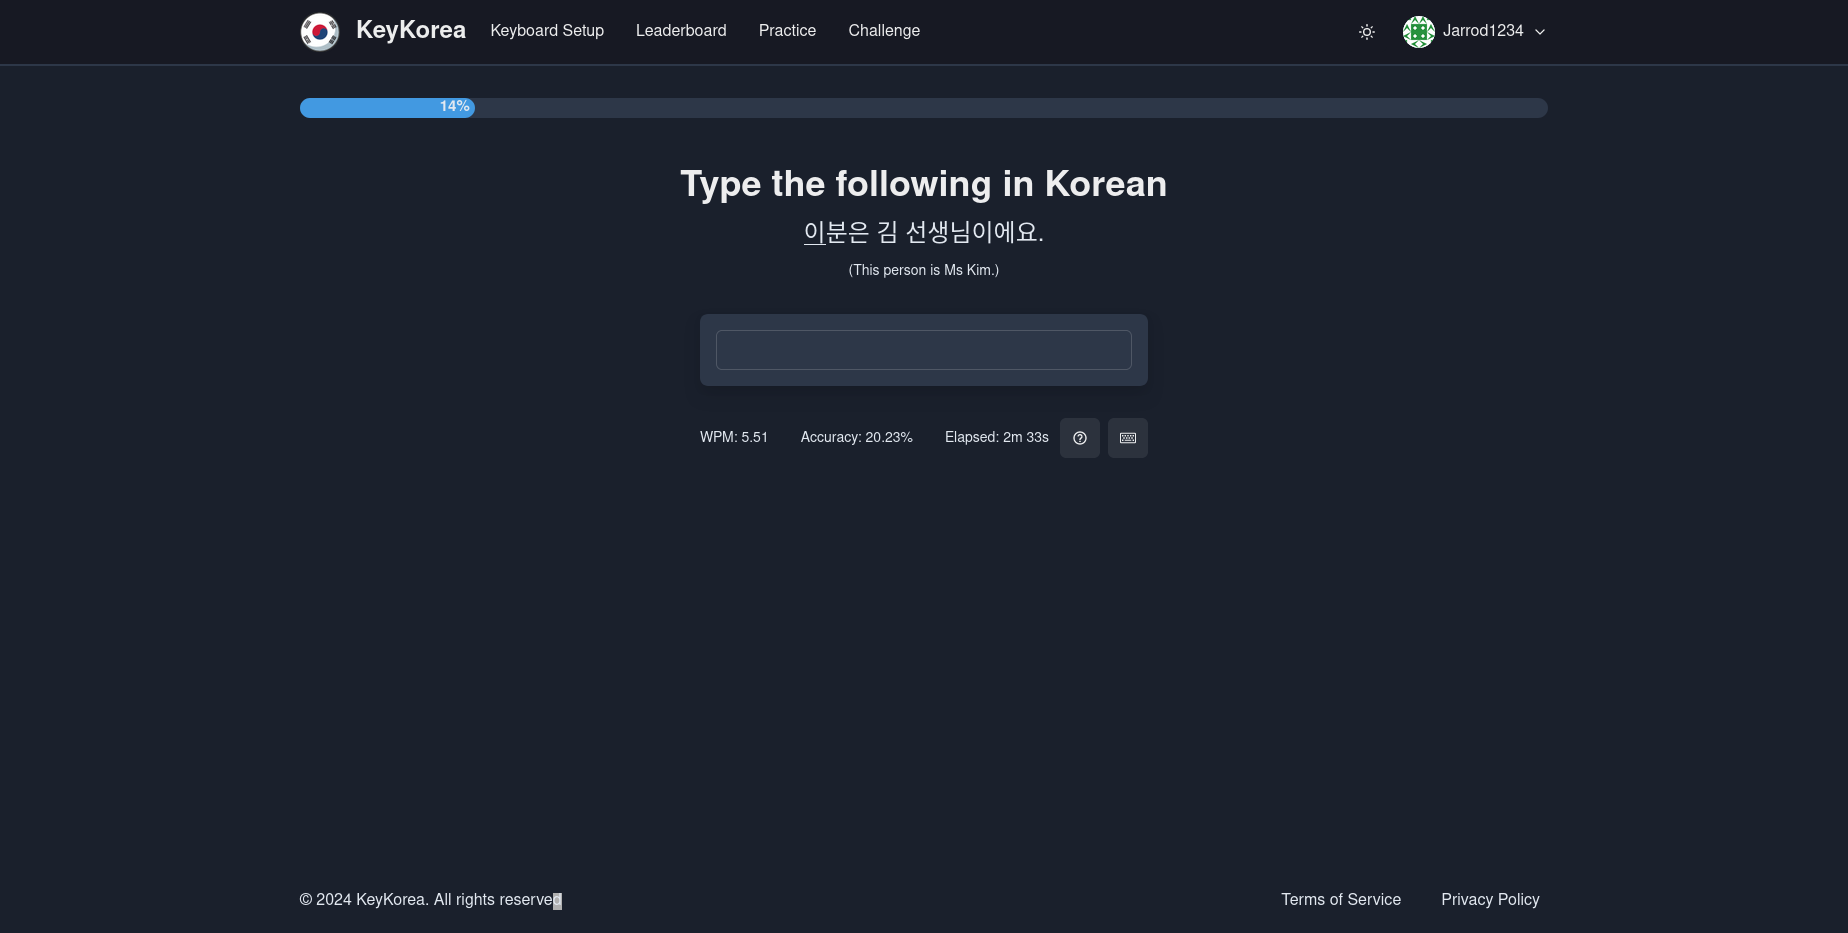 KeyKorea Keyboard Setup Leaderboard Practice Challenge Jarrod1234
14%
Type the following in Korean
이분은 김 선생님이에요.
(This person is Ms Kim.)
WPM: 5.51 Accuracy: 20.23% Elapsed: 2m 33s
© 2024 KeyKorea. All rights reserved Terms of Service Privacy Policy